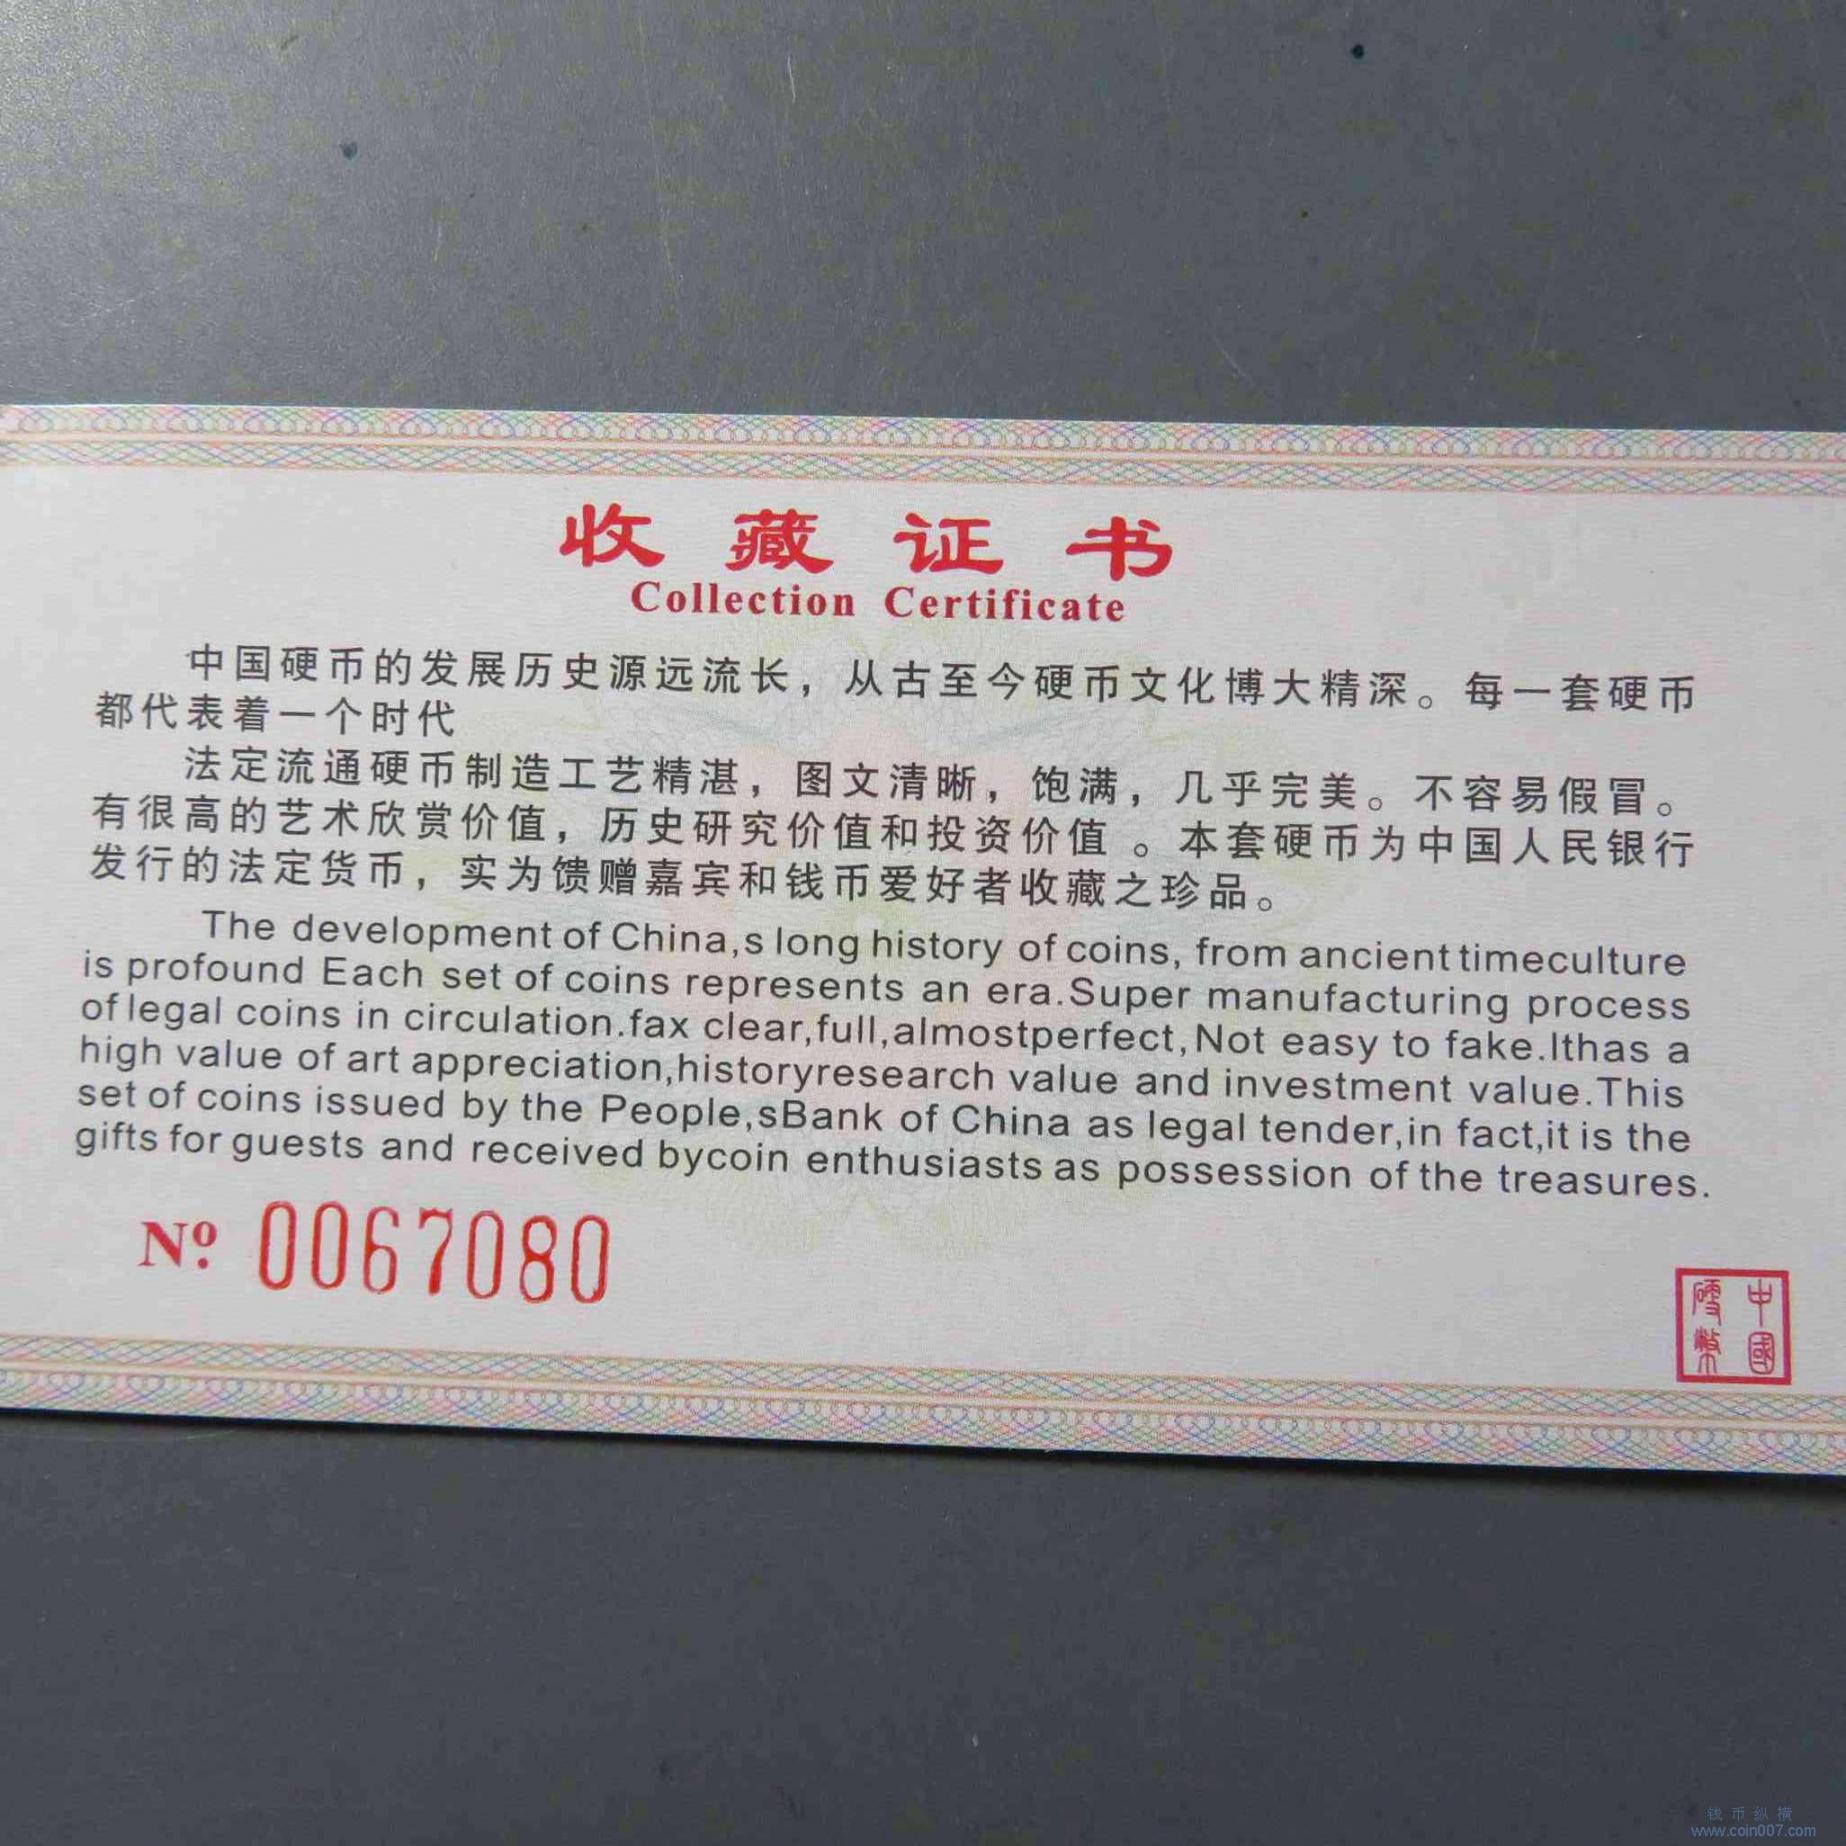 收藏证书
Collection Certificate
中国硬币的发展历史源远流长，从古至今硬币文化博大精深。每一套硬币
都代表着一个时代
法定流通硬币制造工艺精湛，图文清晰，饱满，几乎完美。不容易假冒。
有很高的艺术欣赏价值，历史研究价值和投资价值。本套硬币为中国人民银行
发行的法定货币，实为馈赠嘉宾和钱币爱好者收藏之珍品。
The development of China,s long history of coins, from ancient timeculture
is profound Each set of coins represents an era.Super manufacturing process
of legal coins in circulation.fax clear,full,almostperfect,Not easy to fake.Ithas a
high value of art appreciation,historyresearch value and investment value.This
set of coins issued by the People,sBank of China as legal tender,in fact,it is the
gifts for guests and received bycoin enthusiasts as possession of the treasures.
№ 0067080
中國
硬幣
钱币纵横
www.coin007.com